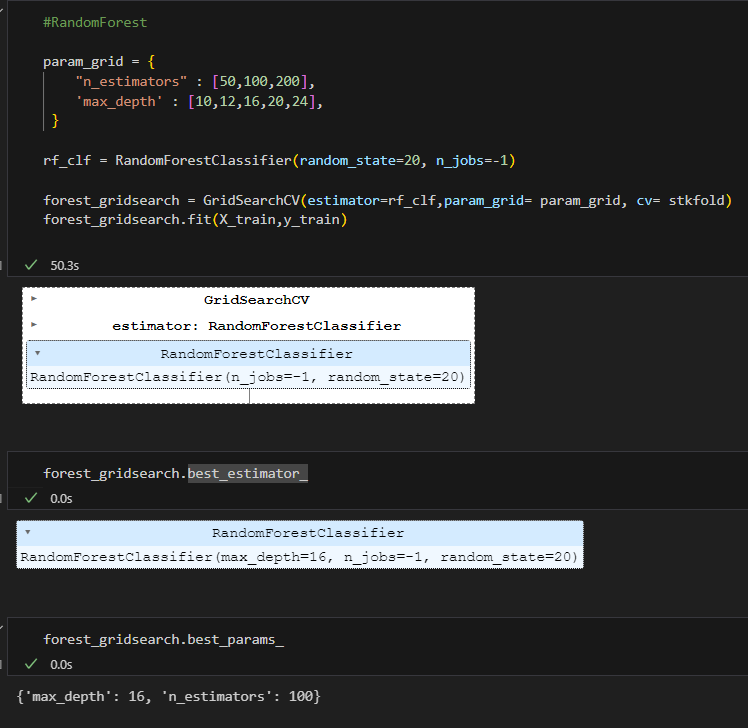 #RandomForest
param_grid = {
"n_estimators" : [50,100,200],
'max_depth' : [10,12,16,20,24],
}
rf_clf = RandomForestClassifier(random_state=20, n_jobs=-1)
forest_gridsearch = GridSearchCV(estimator=rf_clf,param_grid= param_grid, cv= stkfold)
forest_gridsearch.fit(X_train,y_train)
50.3s
GridSearchCV
estimator: RandomForestClassifier
RandomForestClassifier
RandomForestClassifier(n_jobs=-1, random_state=20)
forest_gridsearch.best_estimator_
0.0s
RandomForestClassifier
RandomForestClassifier(max_depth=16, n_jobs=-1, random_state=20)
forest_gridsearch.best_params_
0.0s
{'max_depth': 16, 'n_estimators': 100}